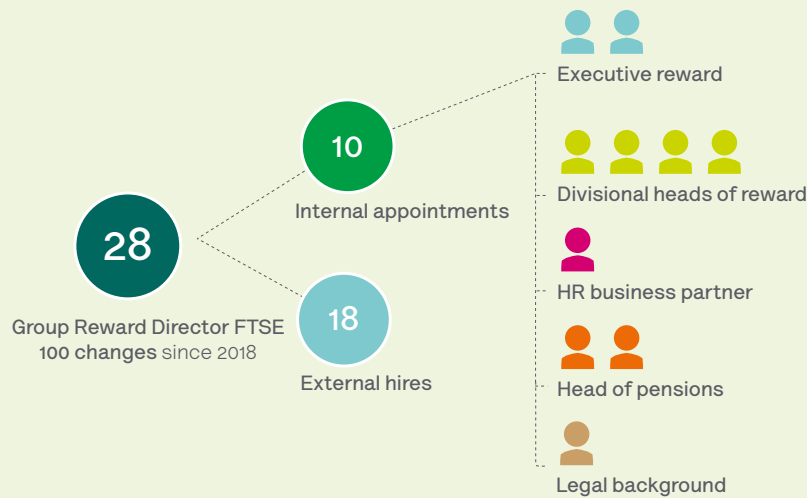 28
Group Reward Director FTSE
100 changes since 2018
10
Internal appointments
18
External hires
Executive reward
Divisional heads of reward
HR business partner
Head of pensions
Legal background